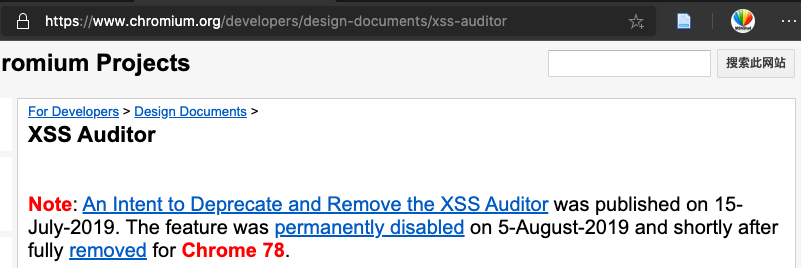 https://www.chromium.org/developers/design-documents/xss-auditor
romium Projects
搜索此网站
For Developers > Design Documents >
XSS Auditor
Note: An Intent to Deprecate and Remove the XSS Auditor was published on 15-
July-2019. The feature was permanently disabled on 5-August-2019 and shortly after
fully removed for Chrome 78.